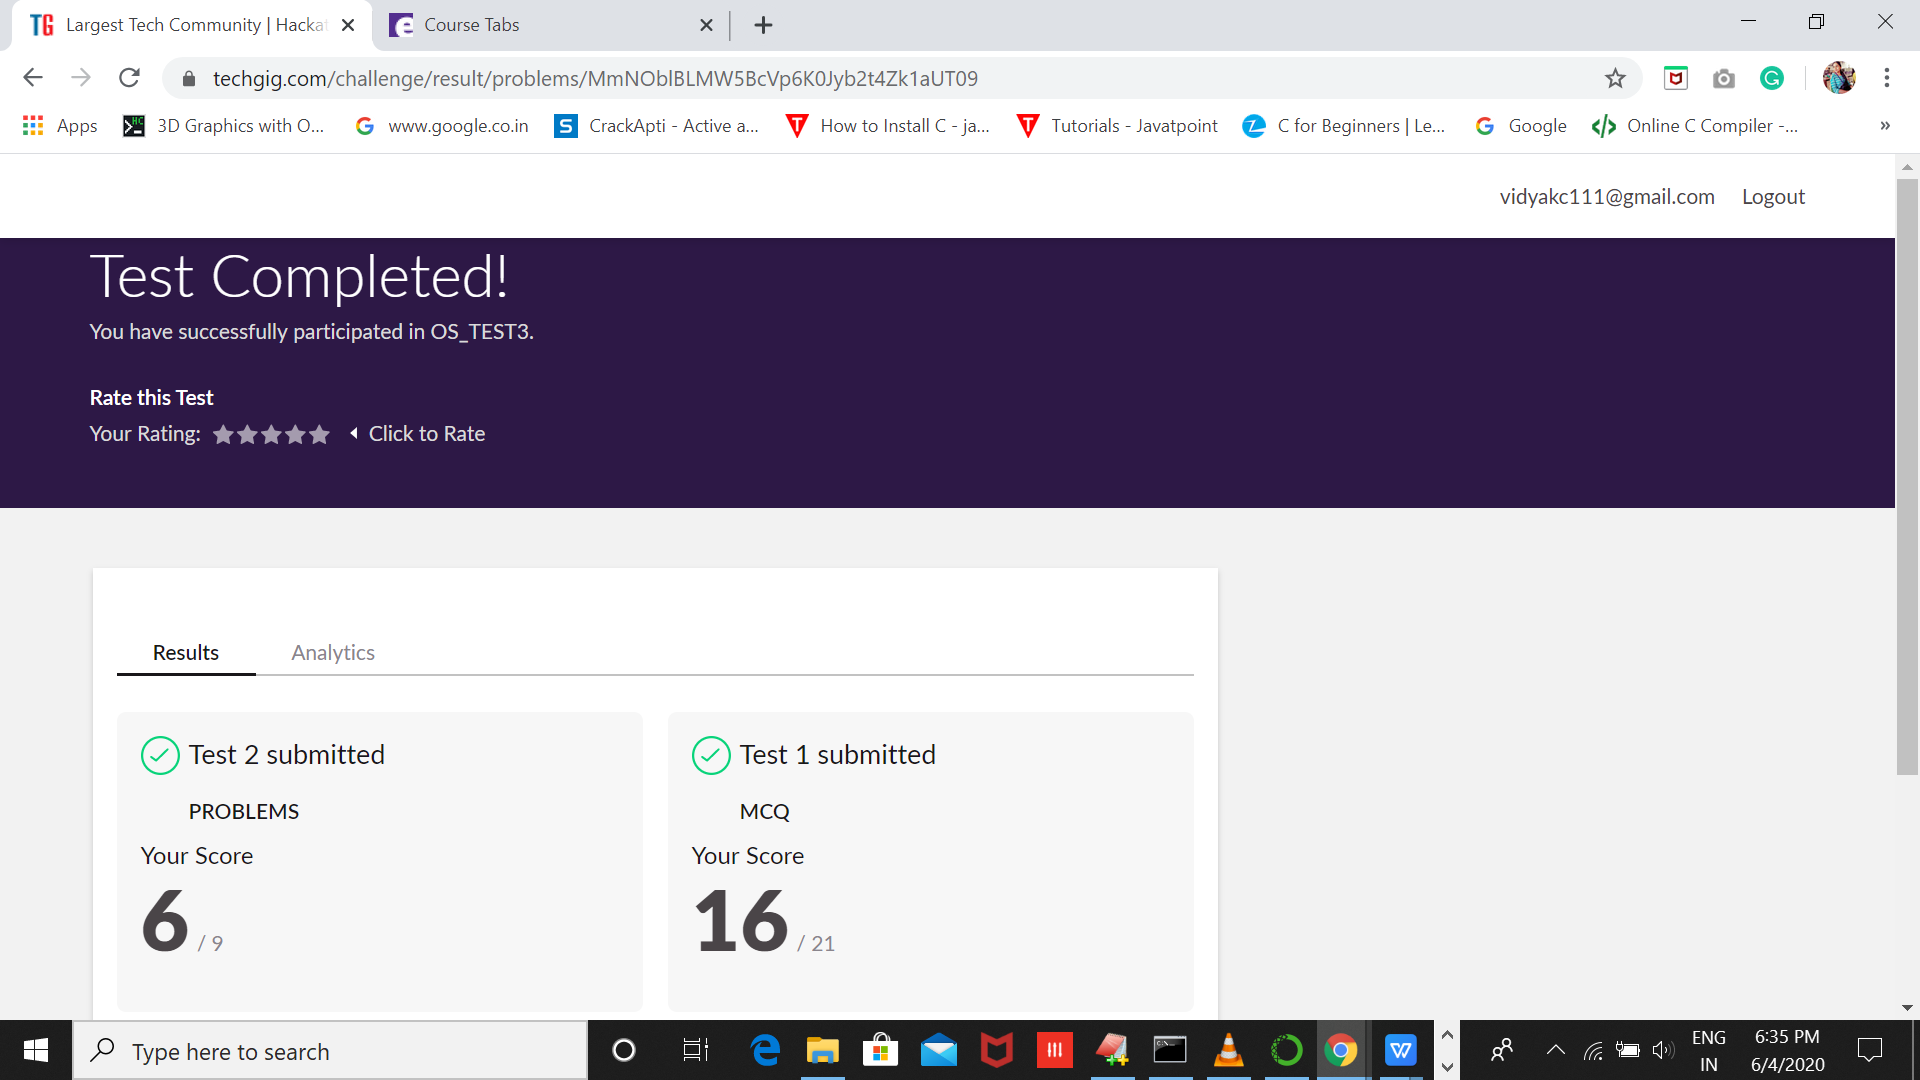 Largest Tech Community | Hacka
Course Tabs
techgig.com/challenge/result/problems/MmNOblBLMW5BcVp6K0Jyb2t4Zk1aUT09
Apps
3D Graphics with O...
www.google.co.in
CrackApti - Active a...
How to Install C - ja...
Tutorials - Javatpoint
C for Beginners | Le...
Google
Online C Compiler -...
»
vidyakc111@gmail.com
Logout
Test Completed!
You have successfully participated in OS_TEST3.
Rate this Test
Your Rating:
Click to Rate
Results
Analytics
Test 2 submitted
PROBLEMS
Your Score
6 / 9
Test 1 submitted
MCQ
Your Score
16 / 21
Type here to search
ENG
IN
6:35 PM
6/4/2020